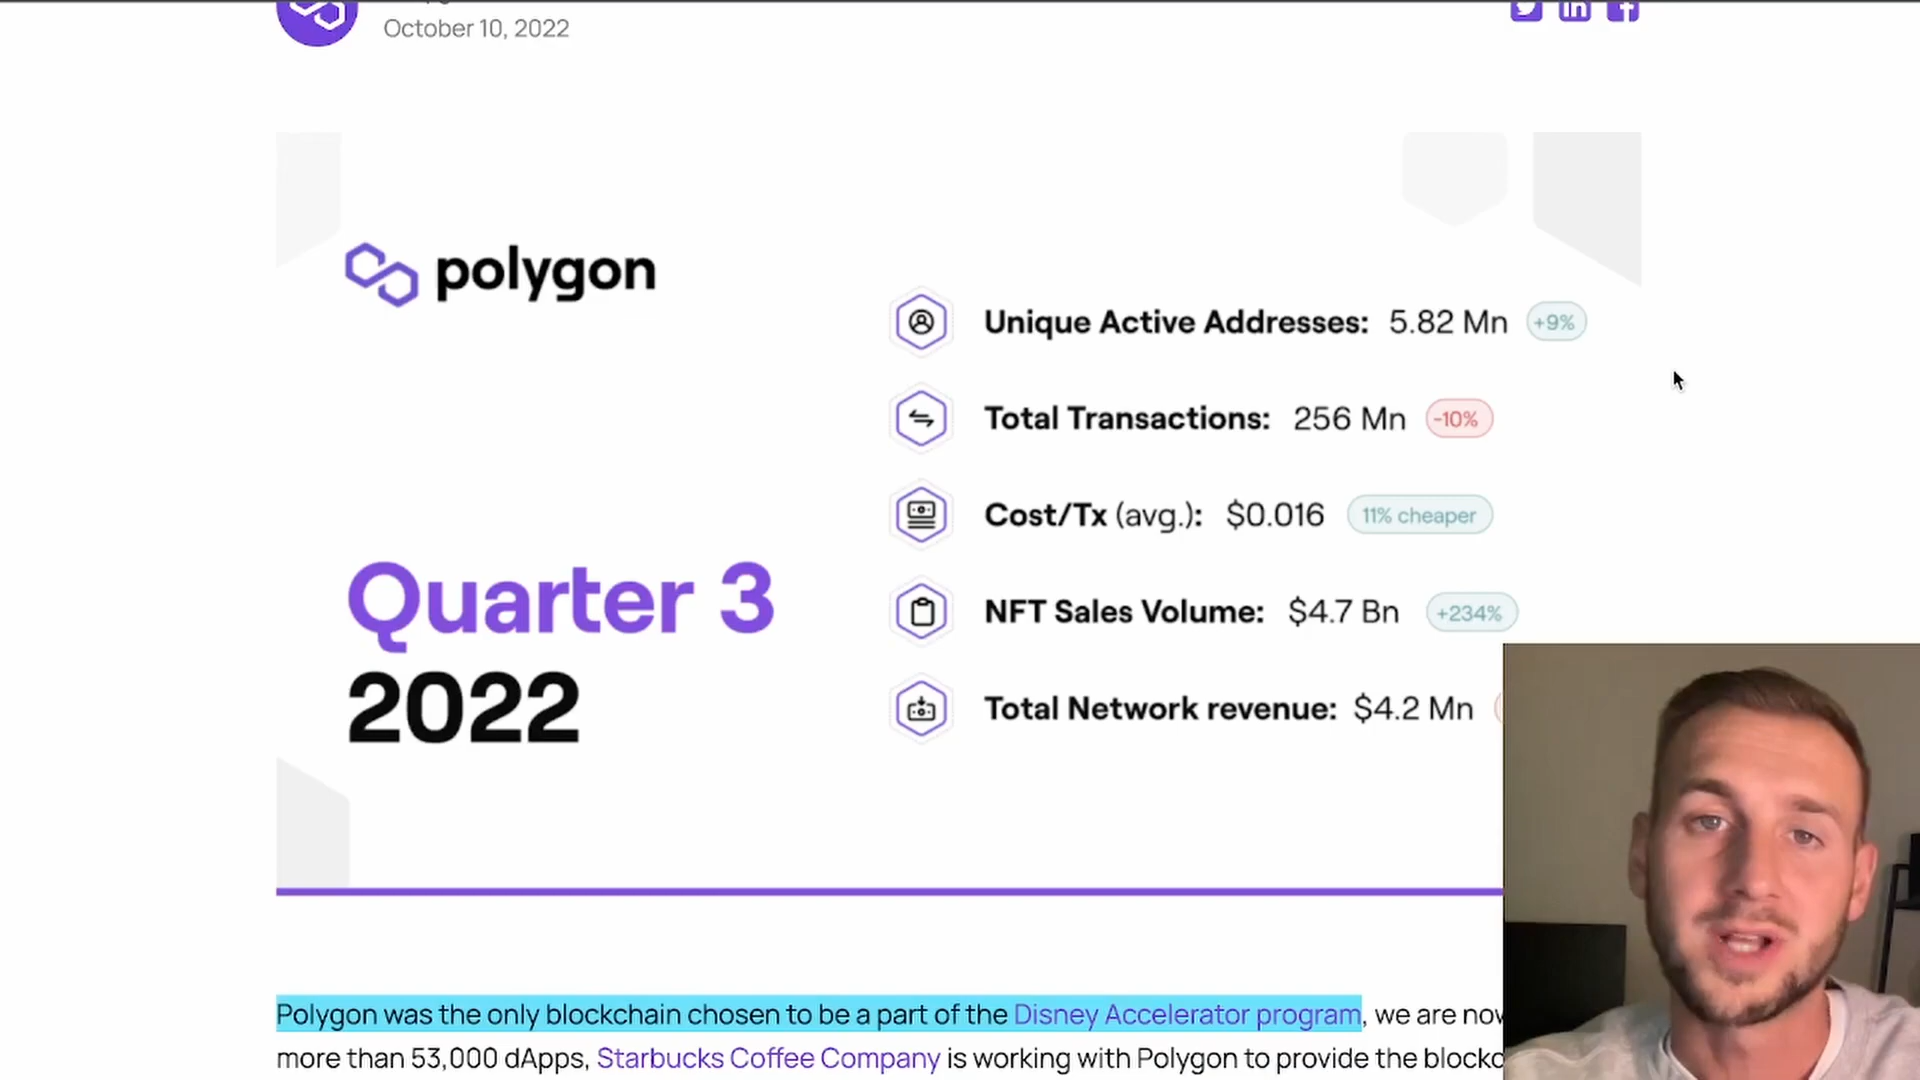 October 10, 2022
polygon
Unique Active Addresses: 5.82 Mn +9%
Total Transactions: 256 Mn -10%
Cost/Tx (avg.): $0.016 11% cheaper
Quarter 3
2022
NFT Sales Volume: $4.7 Bn +234%
Total Network revenue: $4.2 Mn
Polygon was the only blockchain chosen to be a part of the Disney Accelerator program, we are now
more than 53,000 dApps, Starbucks Coffee Company is working with Polygon to provide the